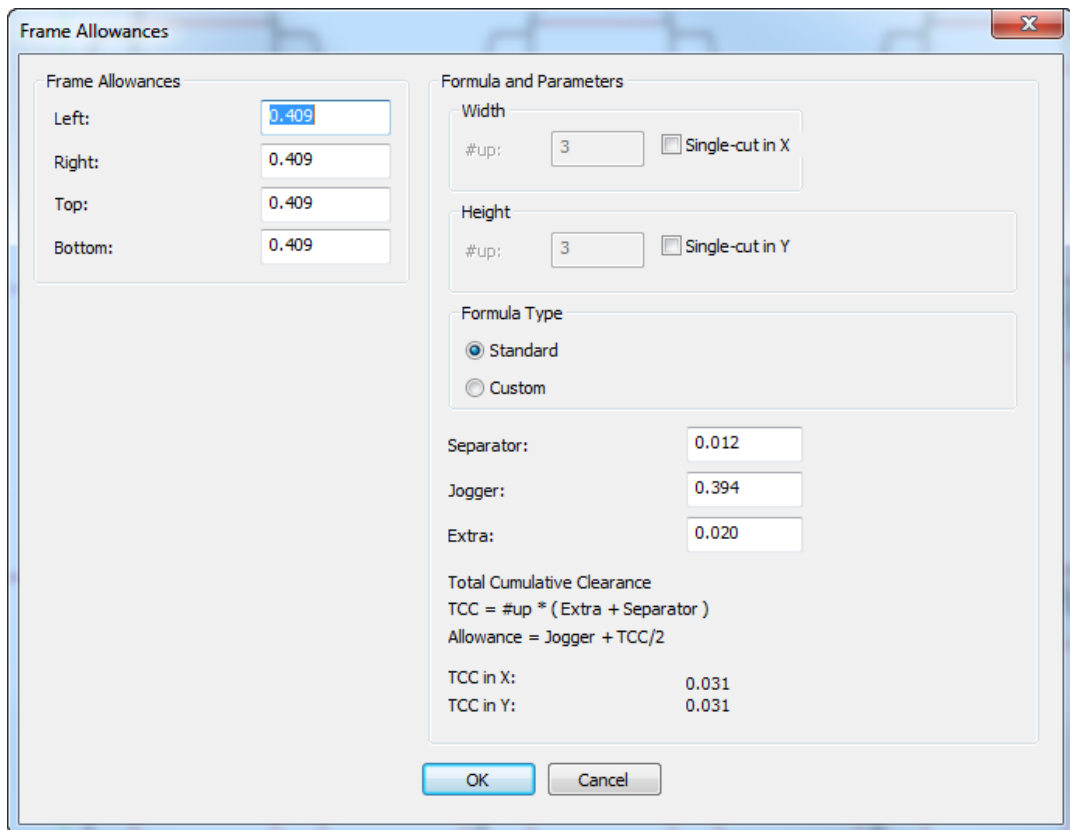 Frame Allowances
Frame Allowances
Left: 0.409
Right: 0.409
Top: 0.409
Bottom: 0.409
Formula and Parameters
Width
#up: 3 Single-cut in X
Height
#up: 3 Single-cut in Y
Formula Type
Standard
Custom
Separator: 0.012
Jogger: 0.394
Extra: 0.020
Total Cumulative Clearance
TCC = #up * ( Extra + Separator )
Allowance = Jogger + TCC/2
TCC in X: 0.031
TCC in Y: 0.031
OK Cancel